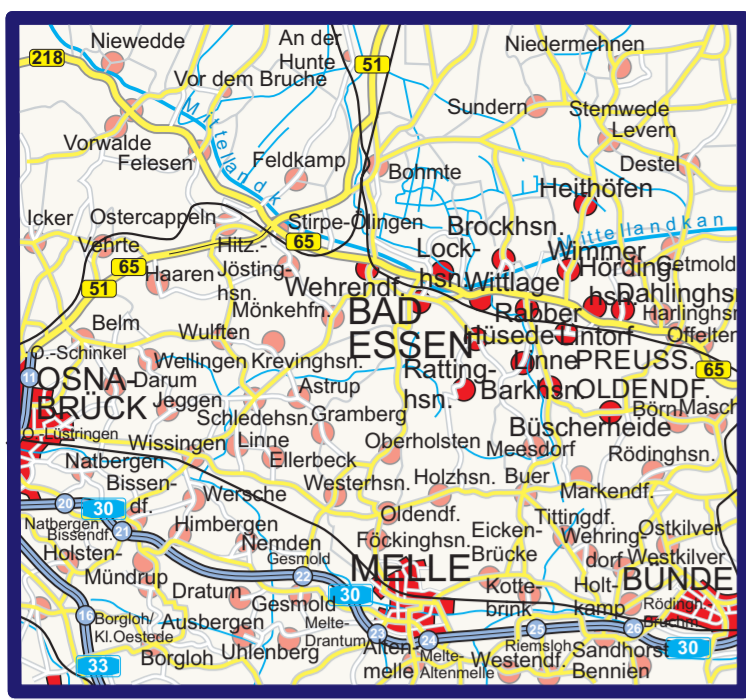 Niewedde
An der
Hunte
Niedermehnen
218
51
Vor dem Bruche
Sundern
Stemwede
Levern
Vorwalde
Felesen
Feldkamp
Bohmte
Destel
Mittellandk
Heithöfen
Icker
Ostercappeln
Stirpe-Ölingen
Brockhsn.
Mittellandkan
Vehrte
Hitz.-
65
Lock-
hsn.
Wimmer
65
Haaren
Jösting-
hsn.
Wehrendf.
Wittlage
Hording-
hsn.
Getmold
51
Mönkehfn.
BAD
ESSEN
Rabber
Dahlinghsn
Harlinghsn
Belm
Wulften
Hüsede
Intorf
Offelten
O.-Schinkel
Wellingen
Krevinghsn.
Ratting-
hsn.
Linne
PREUSS.
OLDENDF.
65
11
OSNA-
BRÜCK
Darum
Jeggen
Astrup
Barkhsn.
Schledehsn.
Gramberg
Börn.
Masch
Büscherheide
Lüstringen
Wissingen
Linne
Oberholsten
Meesdorf
Rödinghsn.
Natbergen
Ellerbeck
Bissen-
df.
Wersche
Westerhsn.
Holzhsn.
Buer
Markendf.
20
30
Natbergen
Bissendf.
21
Himbergen
Oldendf.
Tittingdf.
Ostkilver
Holsten-
Mündrup
Nemden
Föckinghsn.
Eicken-
Brücke
Wehring-
dorf
Westkilver
Gesmold
22
MELLE
BÜNDE
Dratum
30
Kotte-
brink
Holt-
kamp
16
Borgloh/
Kl.Oestede
Ausbergen
Gesmold
Melle-
Drantum
Rödingh.
Bruchm.
23
24
25
26
30
33
Borgloh
Uhlenberg
Alten-
melle
Melle-
Altenmelle
Riemsloh
Westendf.
Sandhorst
Bennien